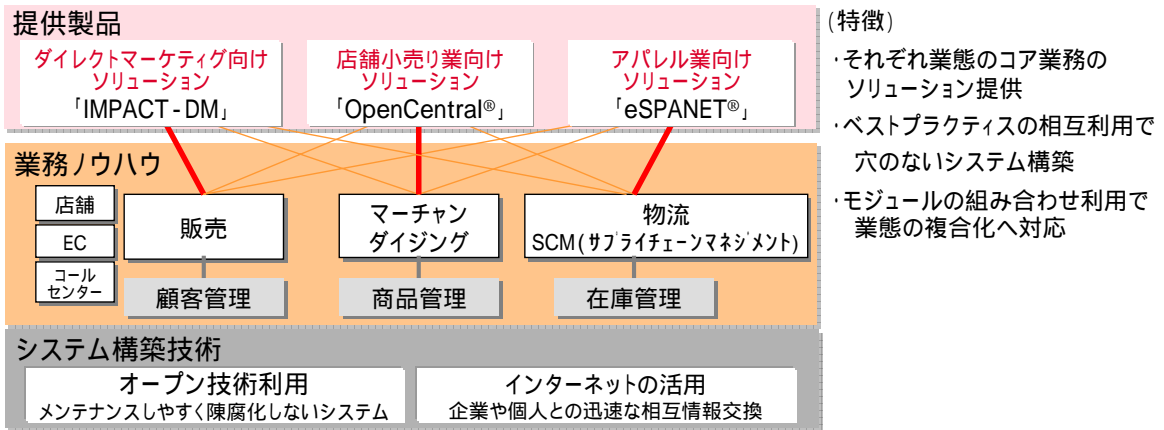 提供製品
ダイレクトマーケティグ向け
ソリューション
「IMPACT-DM」
店舗小売り業向け
ソリューション
「OpenCentral®」
アパレル業向け
ソリューション
「eSPANET®」
業務ノウハウ
店舗
EC
コール
センター
販売
マーチャン
ダイジング
物流
SCM(サプライチェーンマネジメント)
顧客管理
商品管理
在庫管理
システム構築技術
オープン技術利用
メンテナンスしやすく陳腐化しないシステム
インターネットの活用
企業や個人との迅速な相互情報交換
(特徴)
・それぞれ業態のコア業務の
ソリューション提供
・ベストプラクティスの相互利用で
穴のないシステム構築
・モジュールの組み合わせ利用で
業態の複合化へ対応